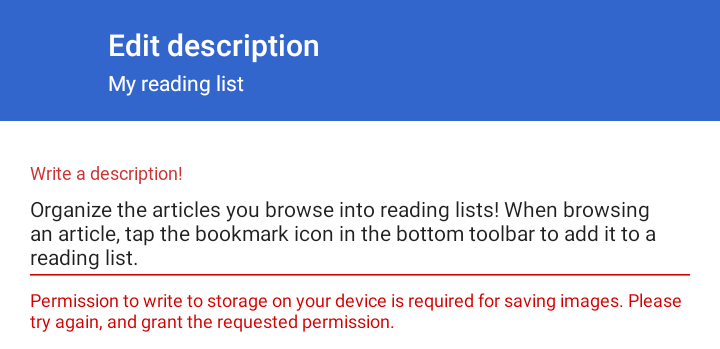 Edit description
My reading list
Write a description!
Organize the articles you browse into reading lists! When browsing
an article, tap the bookmark icon in the bottom toolbar to add it to a
reading list.
Permission to write to storage on your device is required for saving images. Please
try again, and grant the requested permission.